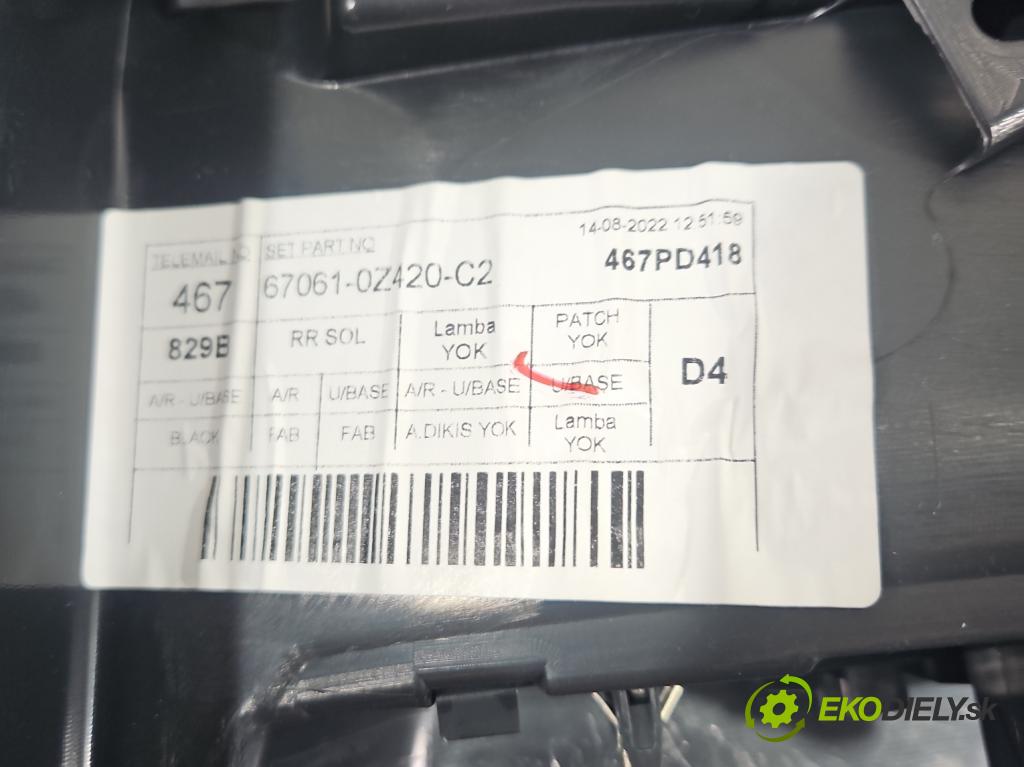 14-08-2022 12:51:59
TELEMAIL NO SET PART NO
467 67061-0Z420-C2 467PD418
829B RR SOL Lamba YOK PATCH YOK D4
A/R - U/BASE A/R U/BASE A/R - U/BASE U/BASE
BLACK FAB FAB A.DIKIS YOK Lamba YOK
EKODIELY.sk